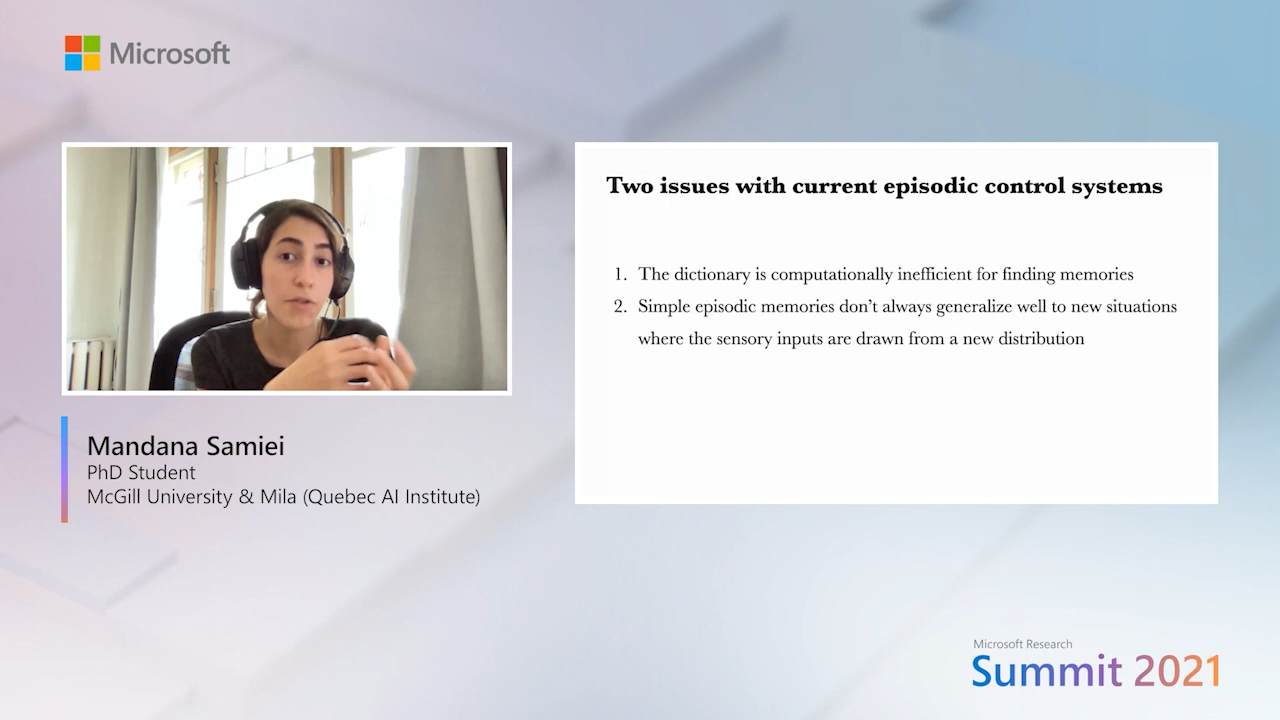 Microsoft
Two issues with current episodic control systems
1. The dictionary is computationally inefficient for finding memories
2. Simple episodic memories don’t always generalize well to new situations
where the sensory inputs are drawn from a new distribution
Mandana Samiei
PhD Student
McGill University & Mila (Quebec AI Institute)
Microsoft Research
Summit 2021